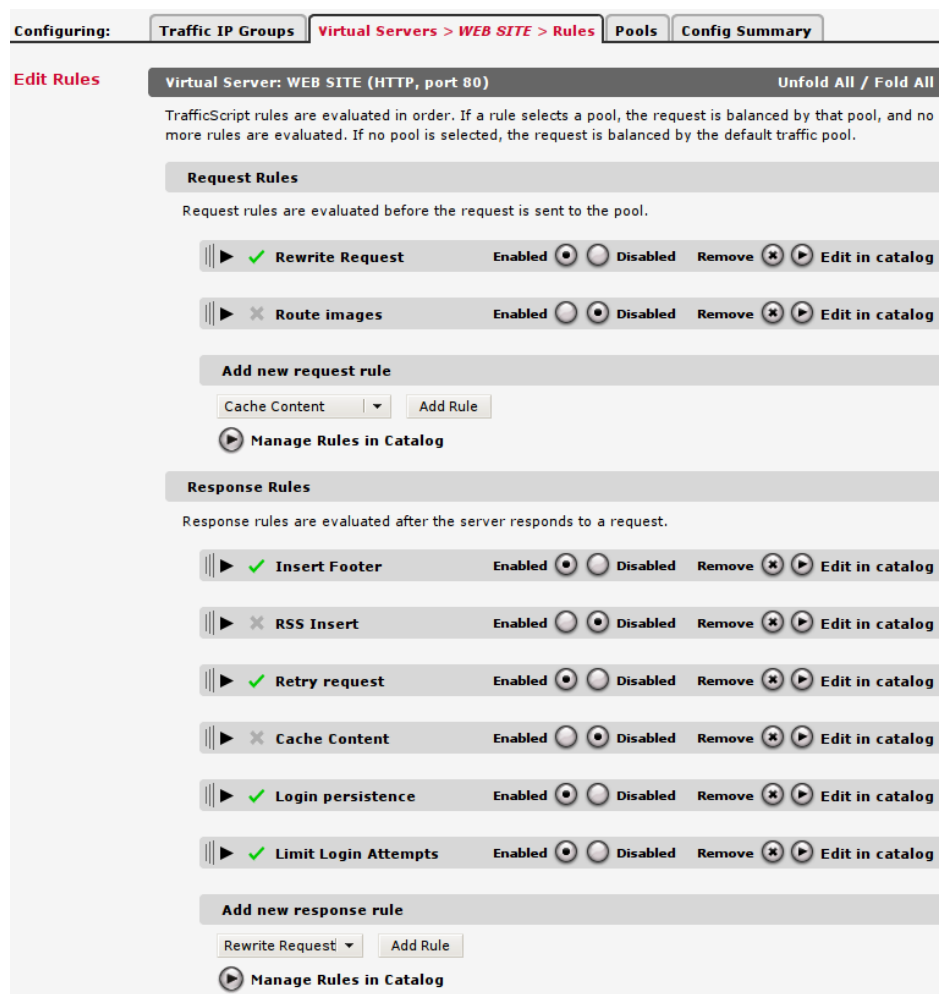 Configuring: Traffic IP Groups Virtual Servers > WEB SITE > Rules Pools Config Summary
Edit Rules Virtual Server: WEB SITE (HTTP, port 80) Unfold All / Fold All
TrafficScript rules are evaluated in order. If a rule selects a pool, the request is balanced by that pool, and no
more rules are evaluated. If no pool is selected, the request is balanced by the default traffic pool.
Request Rules
Request rules are evaluated before the request is sent to the pool.
Rewrite Request Enabled Disabled Remove Edit in catalog
Route images Enabled Disabled Remove Edit in catalog
Add new request rule
Cache Content Add Rule
Manage Rules in Catalog
Response Rules
Response rules are evaluated after the server responds to a request.
Insert Footer Enabled Disabled Remove Edit in catalog
RSS Insert Enabled Disabled Remove Edit in catalog
Retry request Enabled Disabled Remove Edit in catalog
Cache Content Enabled Disabled Remove Edit in catalog
Login persistence Enabled Disabled Remove Edit in catalog
Limit Login Attempts Enabled Disabled Remove Edit in catalog
Add new response rule
Rewrite Request Add Rule
Manage Rules in Catalog